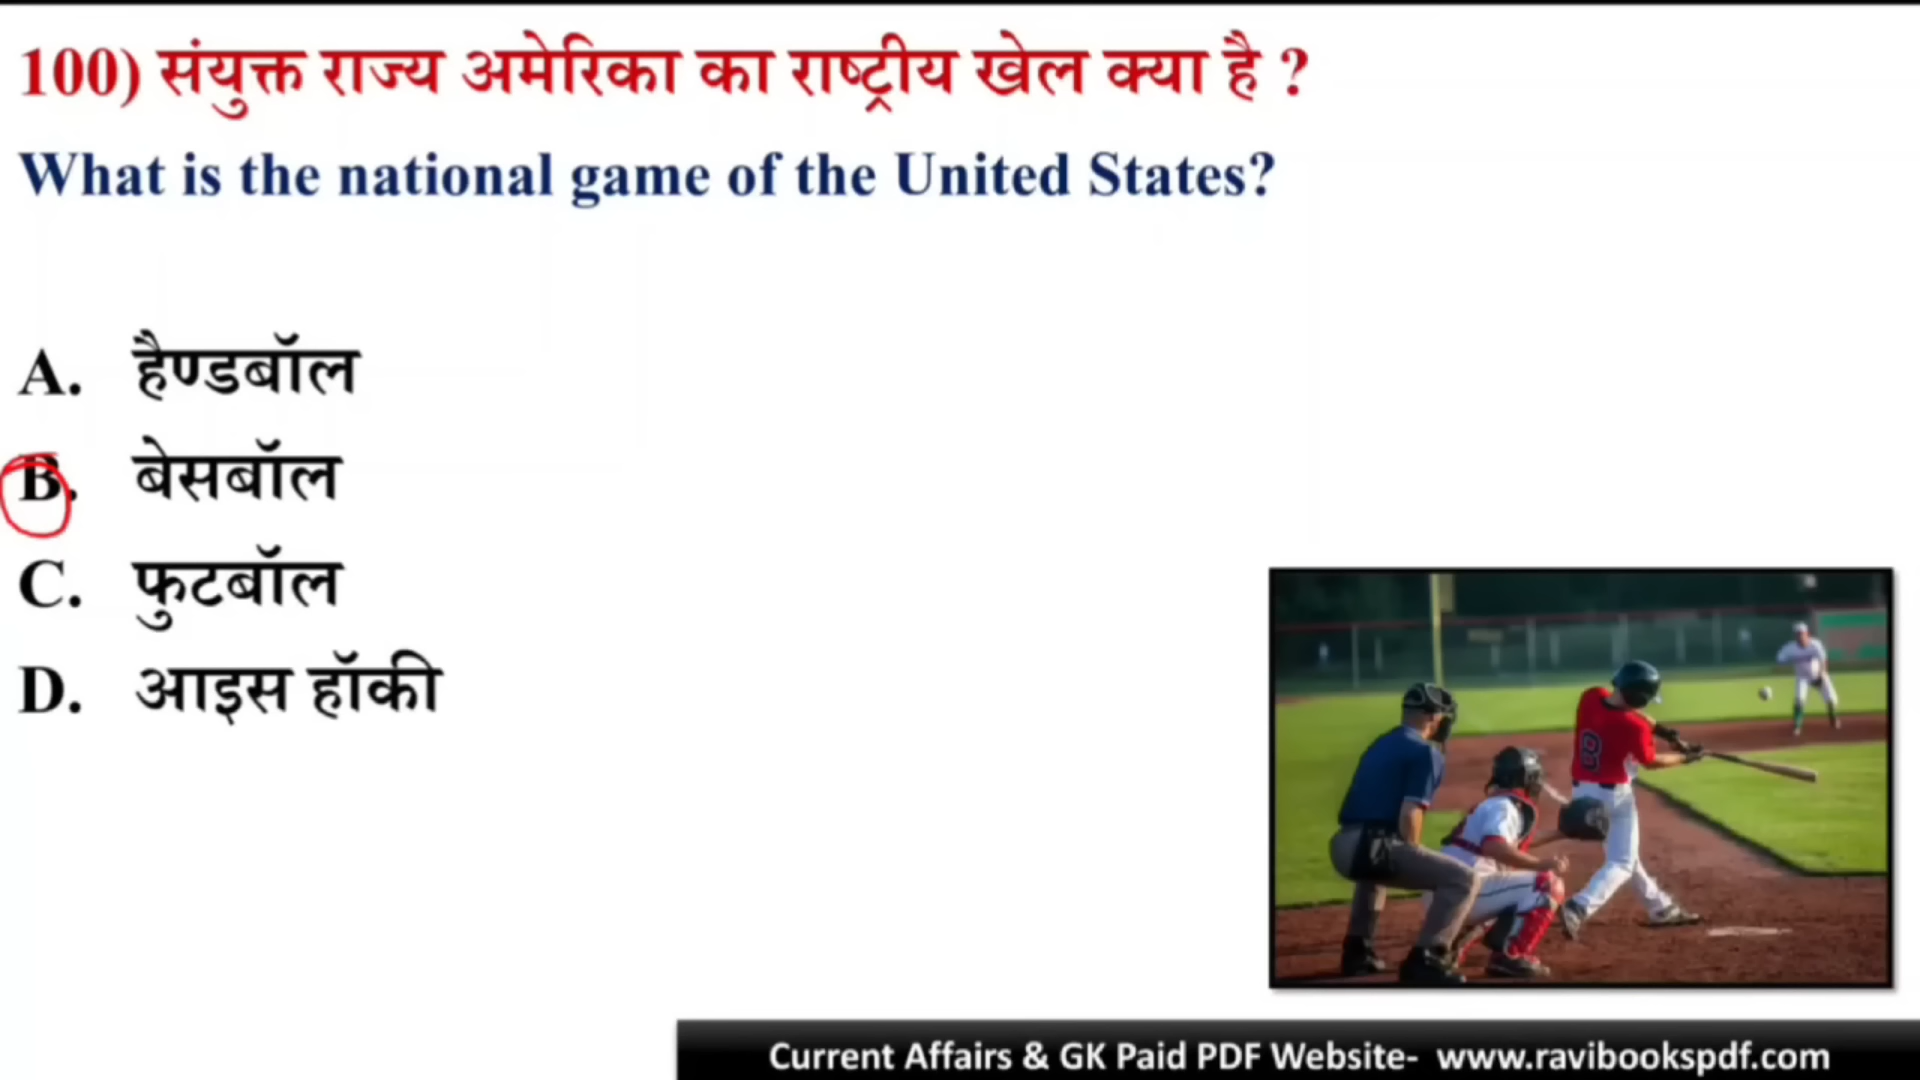 100) संयुक्त राज्य अमेरिका का राष्ट्रीय खेल क्या है ?
What is the national game of the United States?
A. हैण्डबॉल
B. बेसबॉल
C. फुटबॉल
D. आइस हॉकी
8
Current Affairs & GK Paid PDF Website- www.ravibookspdf.com